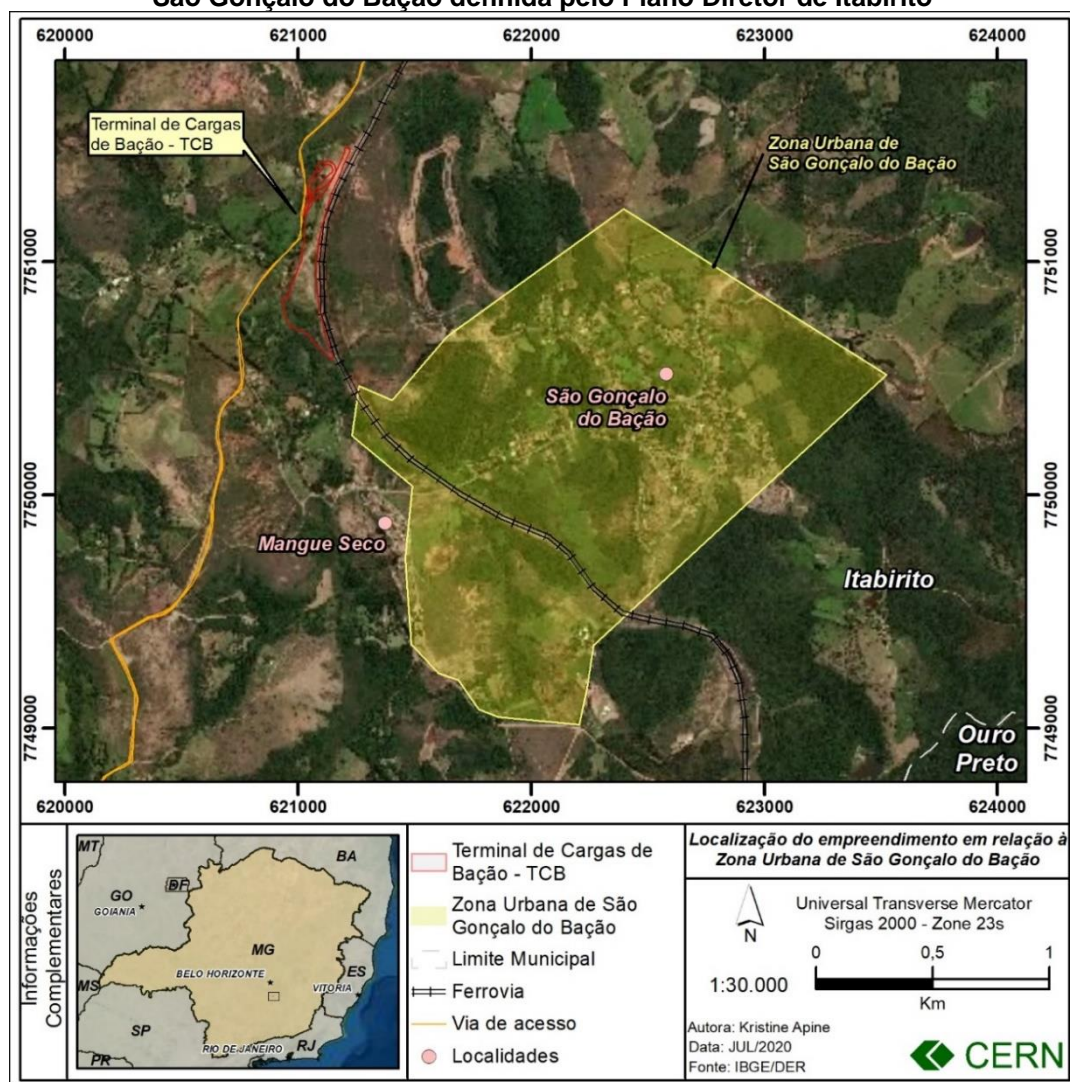 São Gonçalo do Bação definida pelo Plano Diretor de Itabirito
620000 621000 622000 623000 624000
Terminal de Cargas
de Bação - TCB
Zona Urbana de
São Gonçalo do Bação
7751000
7751000
São Gonçalo
do Bação
7750000
7750000
Mangue Seco
Itabirito
7749000
7749000
Ouro
Preto
620000 621000 622000 623000 624000
Informações
Complementares
MT
BA
GO
DF
GOIANIA
MG
BELO HORIZONTE
ES
VITORIA
MS
SP
RIO DE JANEIRO
RJ
PR
Terminal de Cargas de
Bação - TCB
Zona Urbana de São
Gonçalo do Bação
Limite Municipal
Ferrovia
Via de acesso
Localidades
Localização do empreendimento em relação à
Zona Urbana de São Gonçalo do Bação
N
Universal Transverse Mercator
Sirgas 2000 - Zone 23s
0 0,5 1
1:30.000
Km
Autora: Kristine Apine
Data: JUL/2020
Fonte: IBGE/DER
CERN